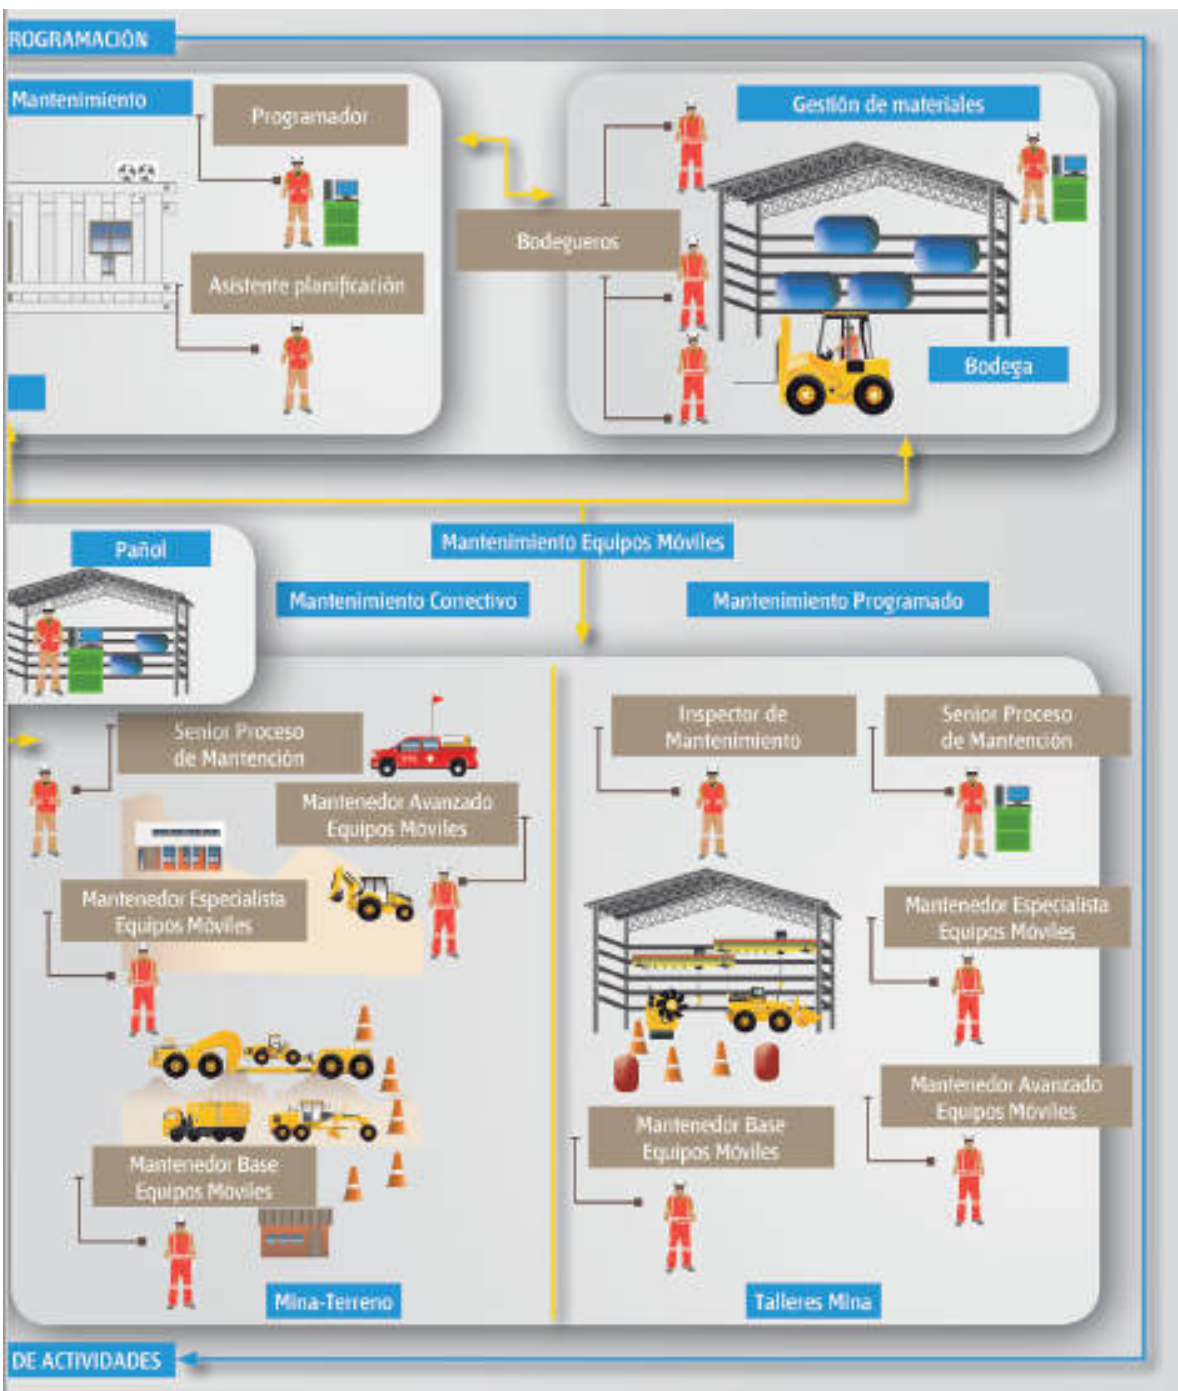 ROGRAMACIÓN
Mantenimiento
Programador
Asistente planificación
Gestión de materiales
Bodegueros
Bodega
Mantenimiento Equipos Móviles
Pañol
Mantenimiento Correctivo
Mantenimiento Programado
Senior Proceso
de Mantención
Mantenedor Avanzado
Equipos Móviles
Mantenedor Especialista
Equipos Móviles
Mantenedor Base
Equipos Móviles
Mina-Terreno
Inspector de
Mantenimiento
Senior Proceso
de Mantención
Mantenedor Especialista
Equipos Móviles
Mantenedor Avanzado
Equipos Móviles
Mantenedor Base
Equipos Móviles
Talleres Mina
DE ACTIVIDADES